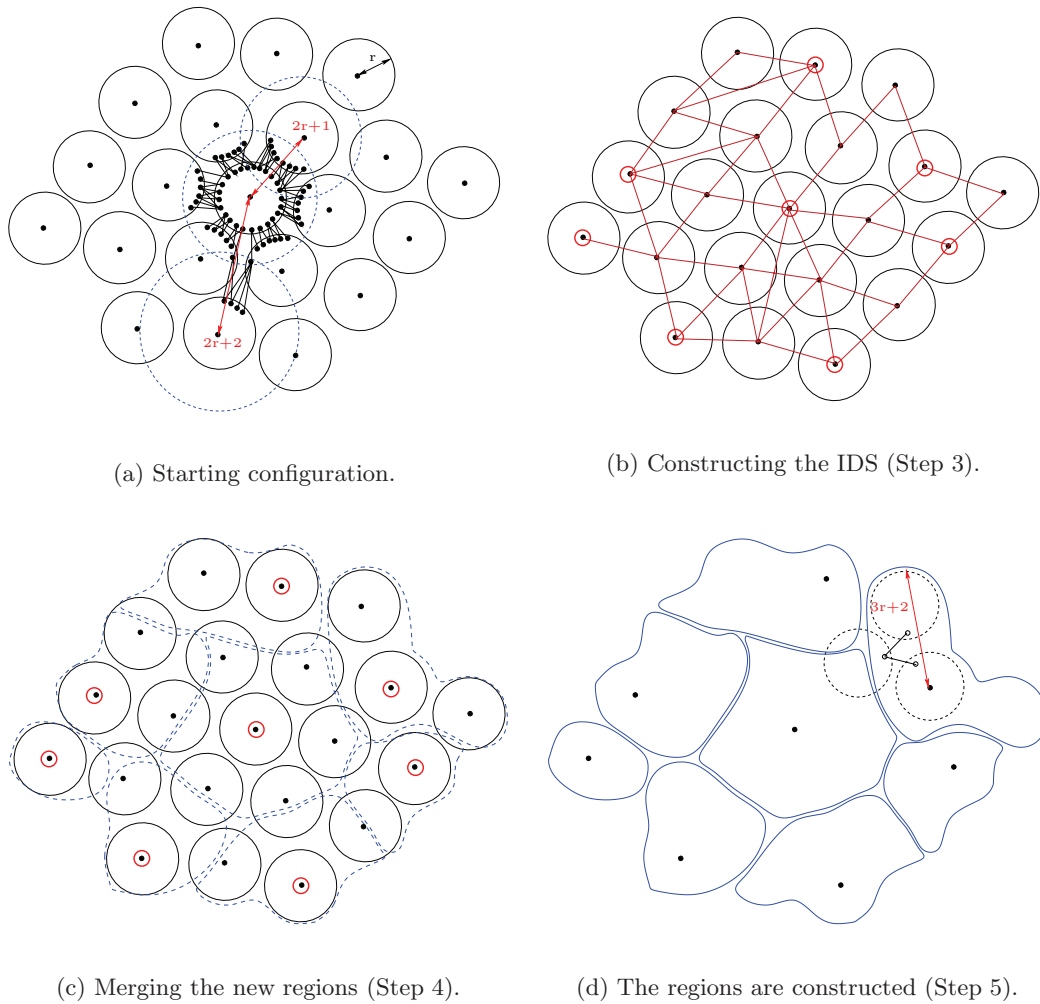 r
2r+1
2r+2
(a) Starting configuration.
(b) Constructing the IDS (Step 3).
3r+2
(c) Merging the new regions (Step 4).
(d) The regions are constructed (Step 5).